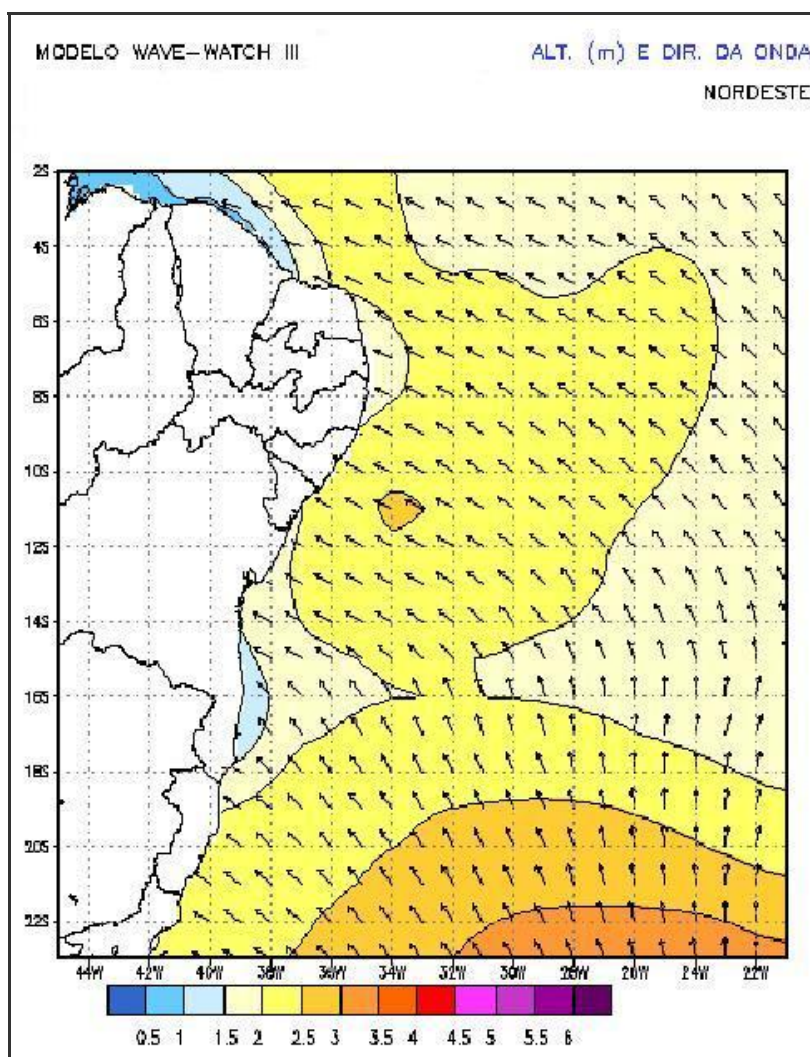 MODELO WAVE-WATCH III
ALT. (m) E DIR. DA ONDA
NORDESTE
2S
4S
6S
8S
10S
12S
14S
16S
18S
20S
22S
44W 42W 40W 38W 36W 34W 32W 30W 28W 26W 24W 22W
0.5 1 1.5 2 2.5 3 3.5 4 4.5 5 5.5 6